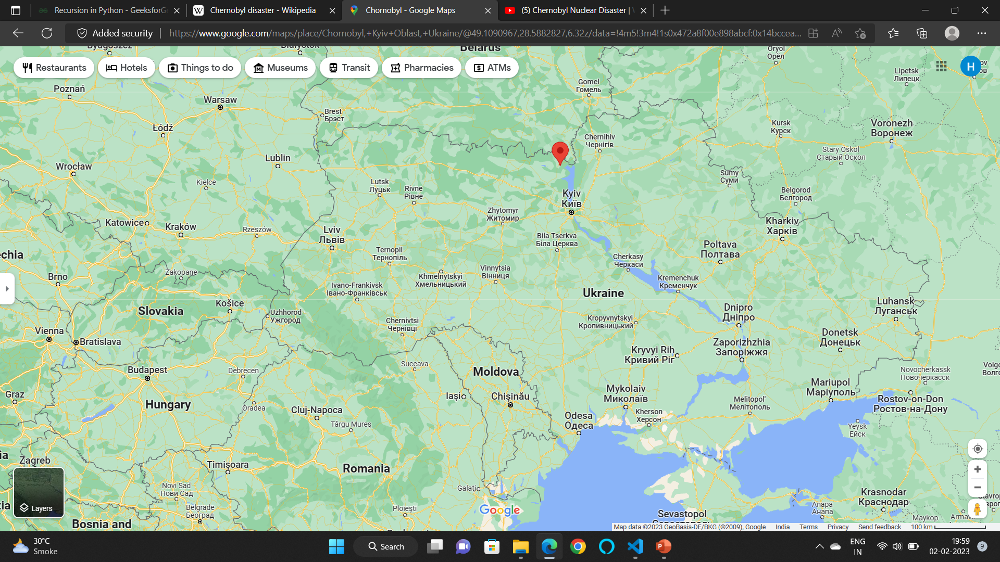 Recursion in Python - GeeksforG
Chernobyl disaster - Wikipedia
Chornobyl - Google Maps
(5) Chernobyl Nuclear Disaster |
Added security
https://www.google.com/maps/place/Chornobyl,+Kyiv+Oblast,+Ukraine/@49.1090967,28.5882827,6.32z/data=!4m5!3m4!1s0x472a8f00e898abcf:0x14bccea...
Bydgoszcz
Białystok
Belarus
Oryol
Орёл
Restaurants
Hotels
Things to do
Museums
Transit
Pharmacies
ATMs
H
Lipetsk
Липецк
Poznań
Warsaw
Gomel
Гомель
Brest
Брэст
Łódź
Kursk
Курск
Voronezh
Воронеж
Chernihiv
Чернігів
Lublin
Stary Oskol
Старый Оскол
Wrocław
Kielce
Lutsk
Луцьк
Rivne
Рівне
Sumy
Суми
Belgorod
Белгород
Kyiv
Київ
Zhytomyr
Житомир
Katowice
Kraków
Rzeszów
Lviv
Львів
Kharkiv
Харків
Bila Tserkva
Біла Церква
Poltava
Полтава
echia
Ternopil
Тернопіль
Cherkasy
Черкаси
Brno
Zakopane
Khmelnytskyi
Хмельницький
Vinnytsia
Вінниця
Kremenchuk
Кременчук
Ivano-Frankivsk
Івано-Франківськ
Ukraine
Slovakia
Košice
Uzhhorod
Ужгород
Luhansk
Луганськ
Dnipro
Дніпро
Chernivtsi
Чернівці
Kropyvnytskyi
Кропивницький
Vienna
Bratislava
Donetsk
Донецьк
Zaporizhzhia
Запоріжжя
Kryvyi Rih
Кривий Ріг
Budapest
Debrecen
Suceava
Moldova
Novocherkassk
Новочеркасск
Volgo
Волго
Graz
Mariupol
Маріуполь
Mykolaiv
Миколаїв
Iași
Chișinău
Hungary
Oradea
Cluj-Napoca
Melitopol'
Мелітополь
Rostov-on-Don
Ростов-на-Дону
Odesa
Одеса
Kherson
Херсон
Târgu Mureș
Yeysk
Ейск
ia
Zagreb
Timișoara
Romania
Novi Sad
Нови Сад
Galați
Krasnodar
Краснодар
tia
Layers
Belgrade
Београд
Ploiești
Google
Anapa
Анапа
Sevastopol
Maykop
Armav
Bosnia and
Map data ©2023 GeoBasis-DE/BKG (©2009), Google
India
Terms
Privacy
Send feedback
100 km
30°C
Smoke
Search
ENG
IN
19:59
02-02-2023
9